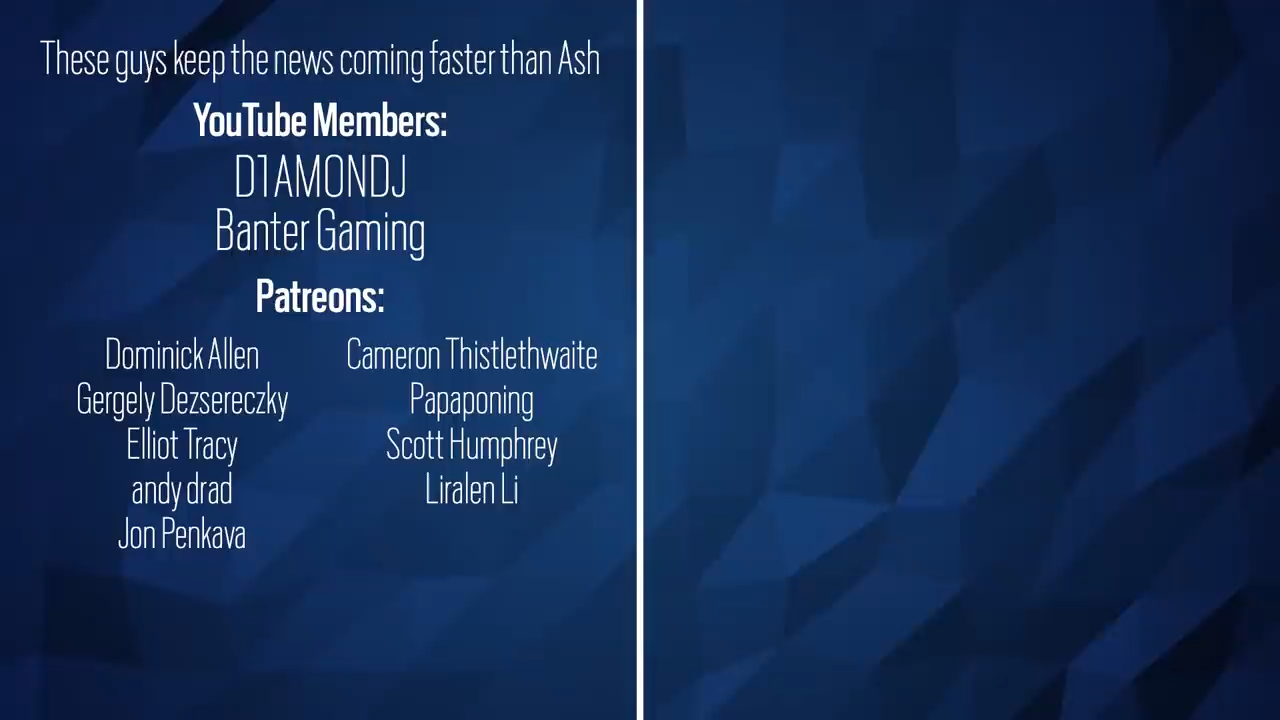 These guys keep the news coming faster than Ash
YouTube Members:
D1AMONDJ
Banter Gaming
Patreons:
Dominick Allen
Gergely Dezsereczky
Elliot Tracy
andy drad
Jon Penkava
Cameron Thistlethwaite
Papaponing
Scott Humphrey
Liralen Li